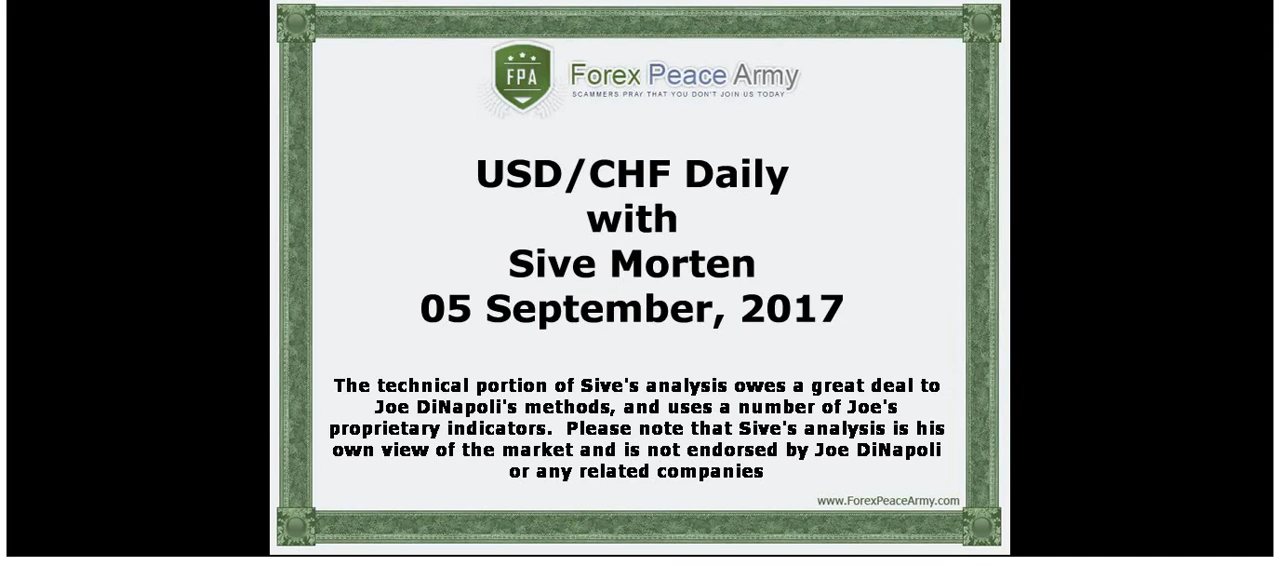 FPA
Forex Peace Army
SCAMMERS PRAY THAT YOU DON'T JOIN US TODAY
USD/CHF Daily
with
Sive Morten
05 September, 2017
The technical portion of Sive's analysis owes a great deal to
Joe DiNapoli's methods, and uses a number of Joe's
proprietary indicators.  Please note that Sive's analysis is his
own view of the market and is not endorsed by Joe DiNapoli
or any related companies
www.ForexPeaceArmy.com